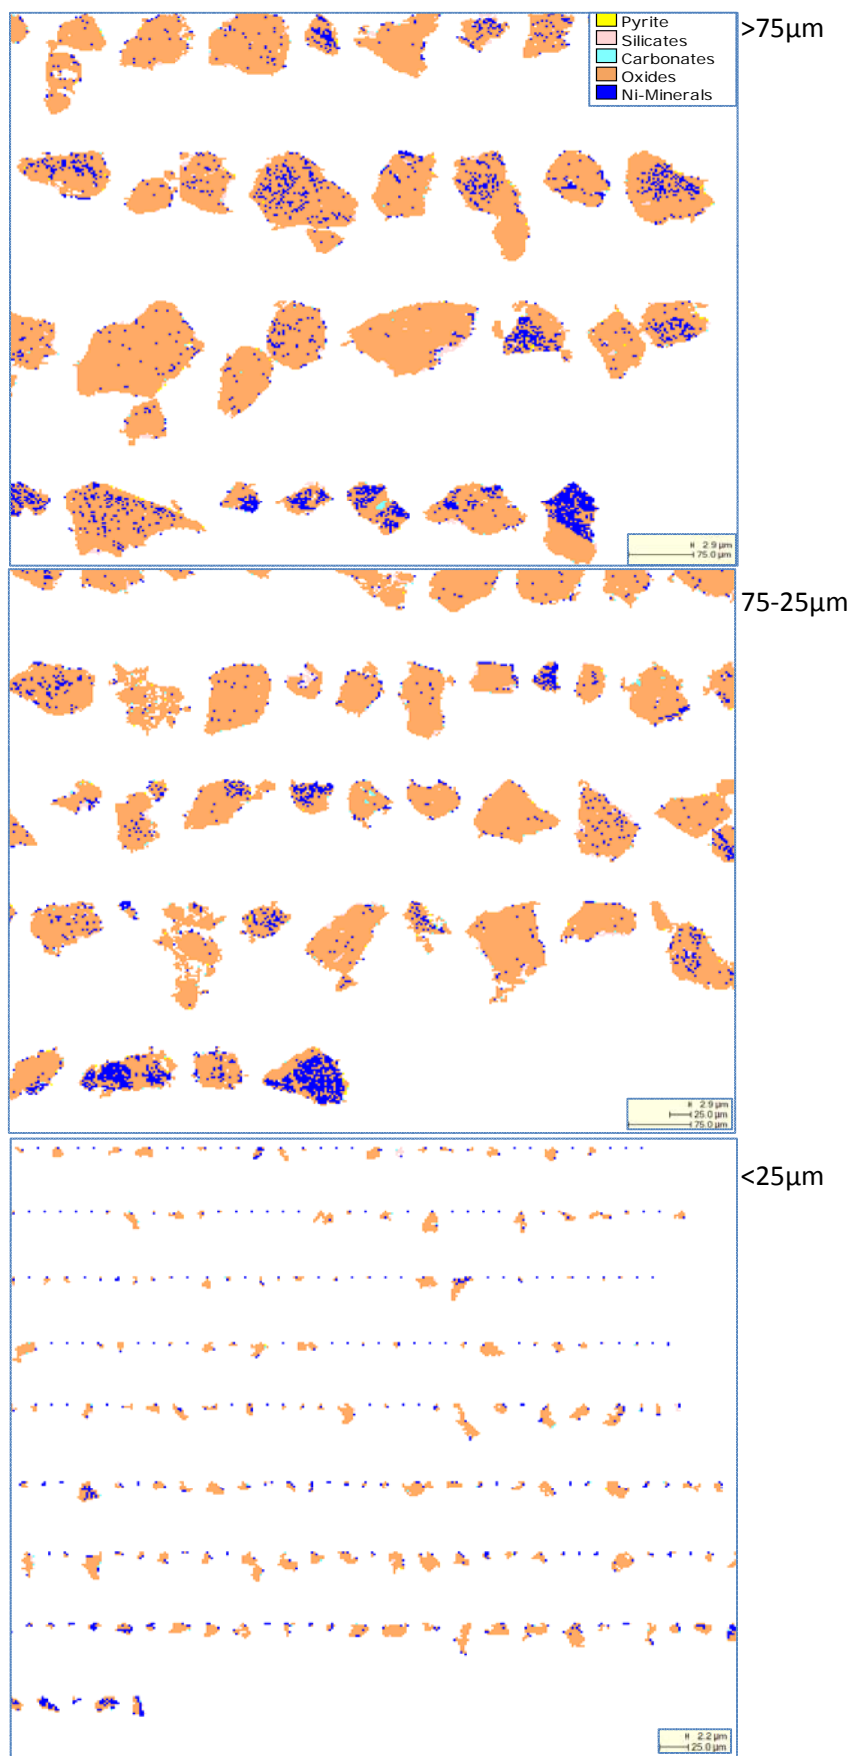 Pyrite
Silicates
Carbonates
Oxides
Ni-Minerals
>75µm
2.9 µm
75.0 µm
75-25µm
2.9 µm
25.0 µm
75.0 µm
<25µm
2.2 µm
25.0 µm